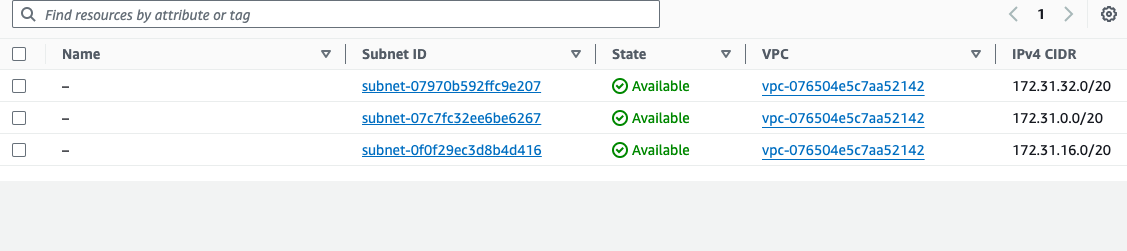 Find resources by attribute or tag
1
Name Subnet ID State VPC IPv4 CIDR
– subnet-07970b592ffc9e207 Available vpc-076504e5c7aa52142 172.31.32.0/20
– subnet-07c7fc32ee6be6267 Available vpc-076504e5c7aa52142 172.31.0.0/20
– subnet-0f0f29ec3d8b4d416 Available vpc-076504e5c7aa52142 172.31.16.0/20